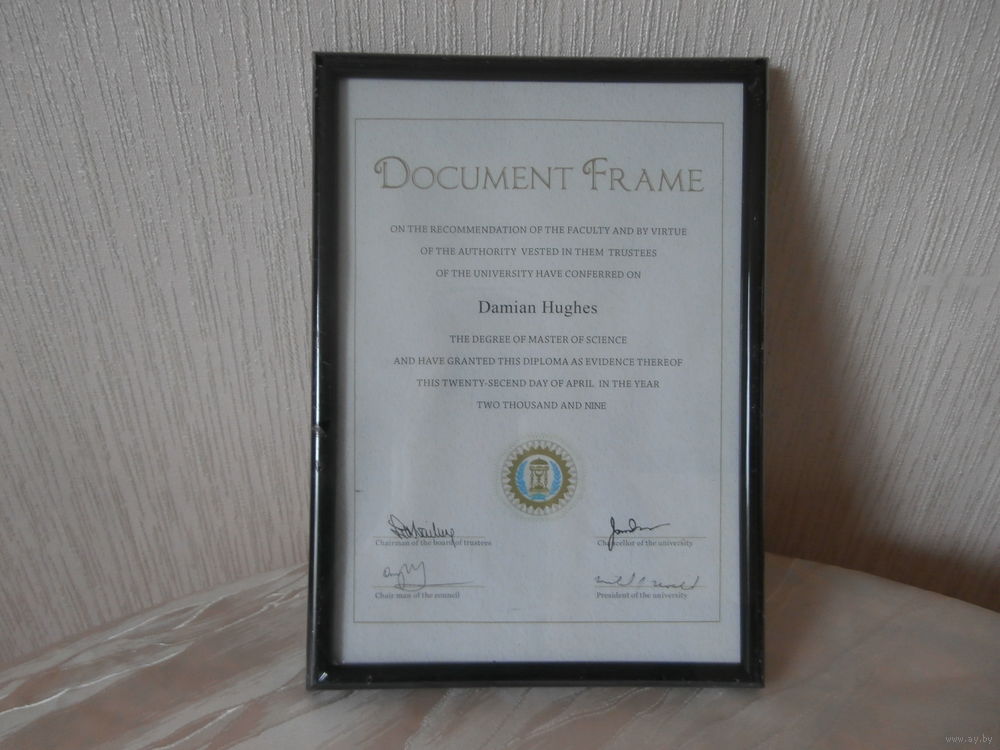 DOCUMENT FRAME
ON THE RECOMMENDATION OF THE FACULTY AND BY VIRTUE
OF THE AUTHORITY VESTED IN THEM TRUSTEES
OF THE UNIVERSITY HAVE CONFERRED ON
Damian Hughes
THE DEGREE OF MASTER OF SCIENCE
AND HAVE GRANTED THIS DIPLOMA AS EVIDENCE THEREOF
THIS TWENTY-SECEND DAY OF APRIL IN THE YEAR
TWO THOUSAND AND NINE
Chairman of the board of trustees
Chancellor of the university
Chair man of the council
President of the university
www.ay.by